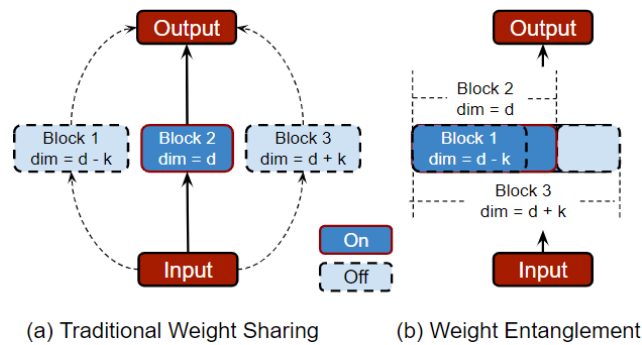 Output
Block 1
dim = d - k
Block 2
dim = d
Block 3
dim = d + k
On
Off
Input
(a) Traditional Weight Sharing
Output
Block 2
dim = d
Block 1
dim = d - k
Block 3
dim = d + k
Input
(b) Weight Entanglement